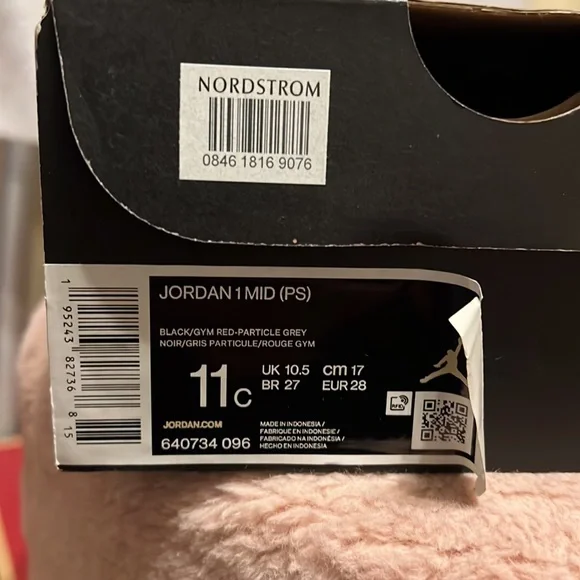 NORDSTROM
0846 1816 9076
JORDAN 1 MID (PS)
BLACK/GYM RED-PARTICLE GREY
NOIR/GRIS PARTICULE/ROUGE GYM
11C
UK 10.5 cm 17
BR 27 EUR 28
JORDAN.COM
640734 096
MADE IN INDONESIA /
FABRIQUE EN INDONESIE /
FABRICADO NA INDONÉSIA /
HECHO EN INDONESIA
RFID
1 95243 82736 8 15